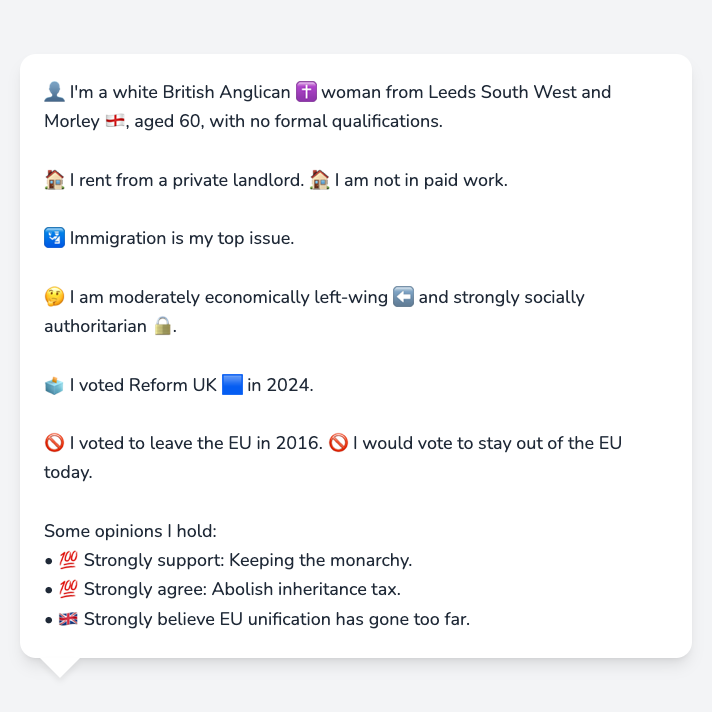 👤 I'm a white British Anglican ✝️ woman from Leeds South West and
Morley 🏴󠁧󠁢󠁥󠁮󠁧󠁿, aged 60, with no formal qualifications.
🏠 I rent from a private landlord. 🏠 I am not in paid work.
🛂 Immigration is my top issue.
🤔 I am moderately economically left-wing ⬅️ and strongly socially
authoritarian 🔒.
🗳️ I voted Reform UK 🟦 in 2024.
🚫 I voted to leave the EU in 2016. 🚫 I would vote to stay out of the EU
today.
Some opinions I hold:
• 💯 Strongly support: Keeping the monarchy.
• 💯 Strongly agree: Abolish inheritance tax.
• 🇬🇧 Strongly believe EU unification has gone too far.